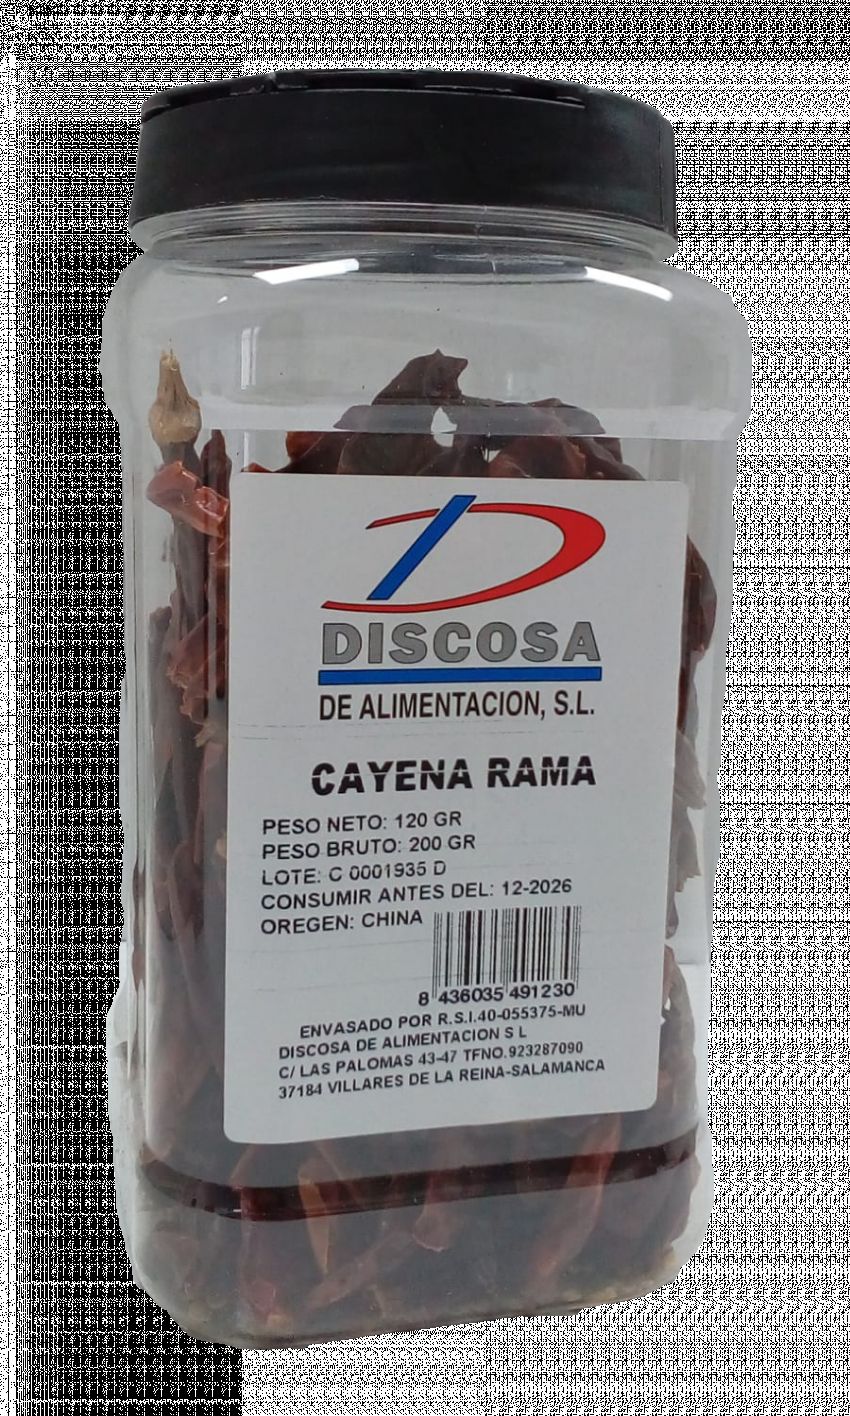 DISCOSA
DE ALIMENTACION, S.L.
CAYENA RAMA
PESO NETO: 120 GR
PESO BRUTO: 200 GR
LOTE: C 0001935 D
CONSUMIR ANTES DEL: 12-2026
OREGEN: CHINA
8 436035 491230
ENVASADO POR R.S.I.40-055375-MU
DISCOSA DE ALIMENTACION S L
C/ LAS PALOMAS 43-47 TFNO.923287090
37184 VILLARES DE LA REINA-SALAMANCA